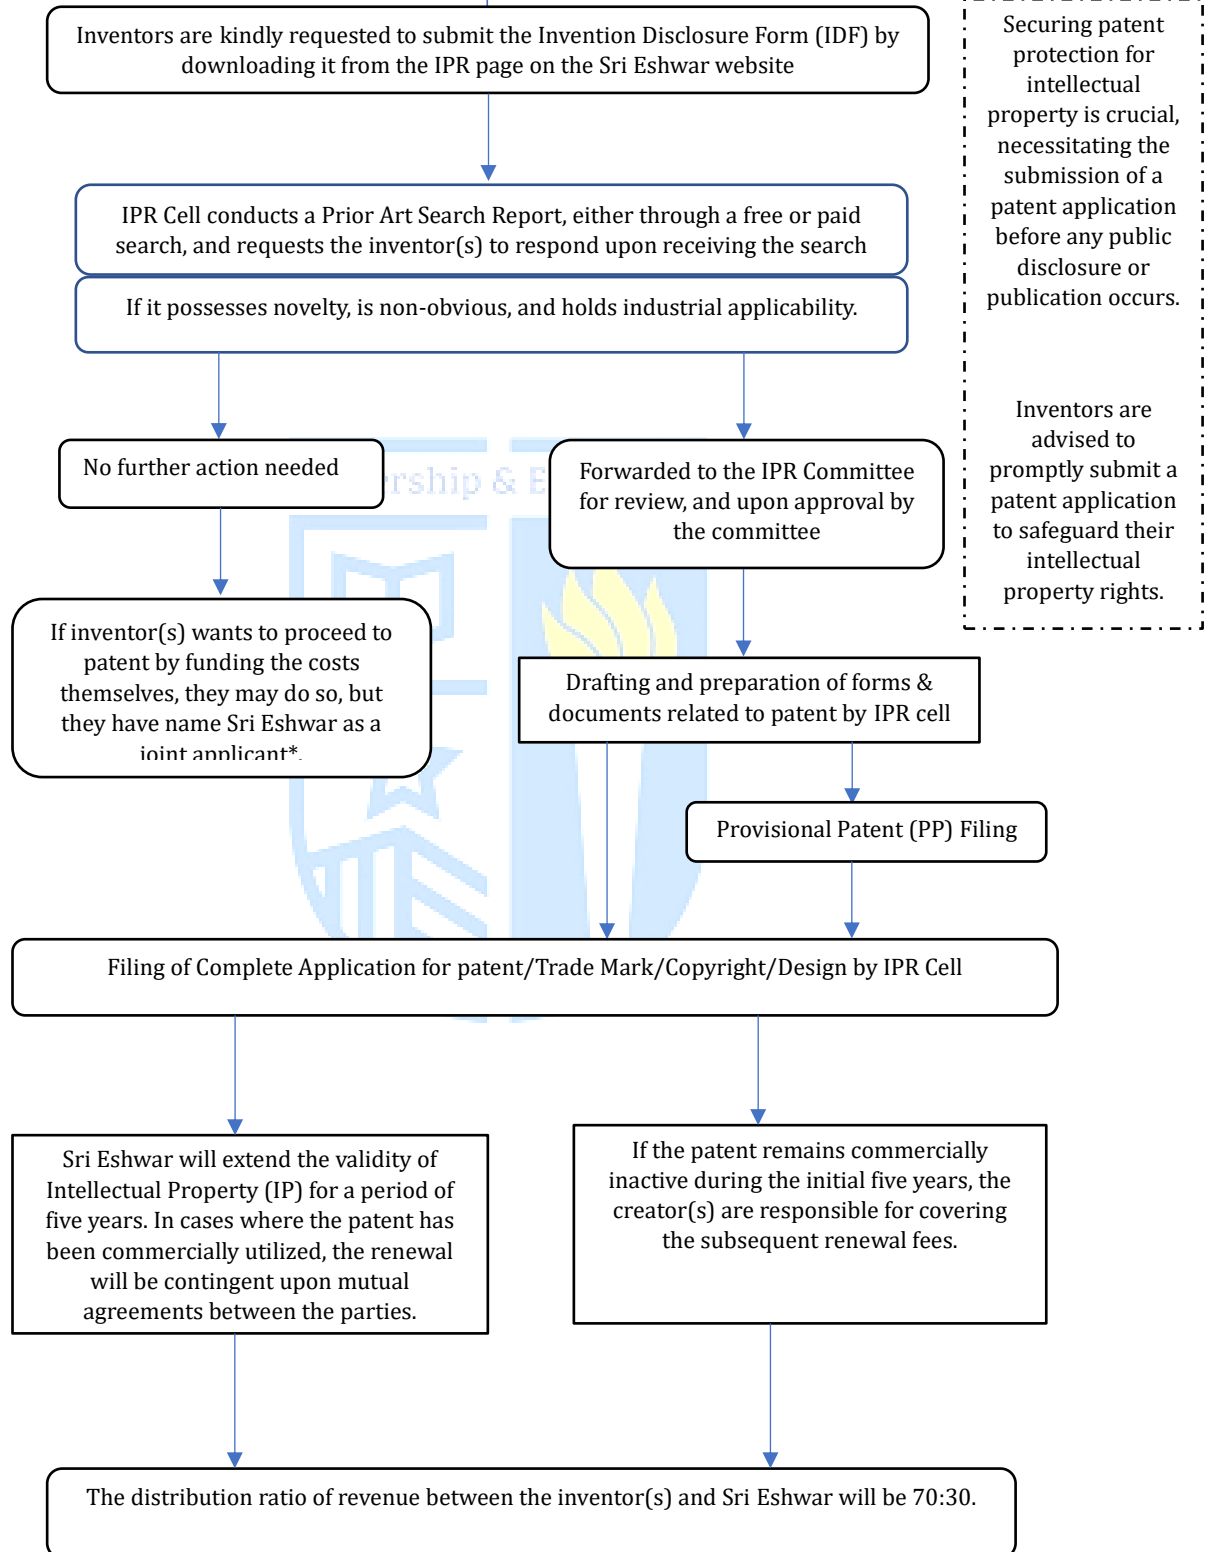 Inventors are kindly requested to submit the Invention Disclosure Form (IDF) by
downloading it from the IPR page on the Sri Eshwar website
Securing patent
protection for
intellectual
property is crucial,
necessitating the
submission of a
patent application
before any public
disclosure or
publication occurs.
Inventors are
advised to
promptly submit a
patent application
to safeguard their
intellectual
property rights.
IPR Cell conducts a Prior Art Search Report, either through a free or paid
search, and requests the inventor(s) to respond upon receiving the search
If it possesses novelty, is non-obvious, and holds industrial applicability.
No further action needed
rship & E
Forwarded to the IPR Committee
for review, and upon approval by
the committee
If inventor(s) wants to proceed to
patent by funding the costs
themselves, they may do so, but
they have name Sri Eshwar as a
joint applicant*.
Drafting and preparation of forms &
documents related to patent by IPR cell
Provisional Patent (PP) Filing
Filing of Complete Application for patent/Trade Mark/Copyright/Design by IPR Cell
Sri Eshwar will extend the validity of
Intellectual Property (IP) for a period of
five years. In cases where the patent has
been commercially utilized, the renewal
will be contingent upon mutual
agreements between the parties.
If the patent remains commercially
inactive during the initial five years, the
creator(s) are responsible for covering
the subsequent renewal fees.
The distribution ratio of revenue between the inventor(s) and Sri Eshwar will be 70:30.